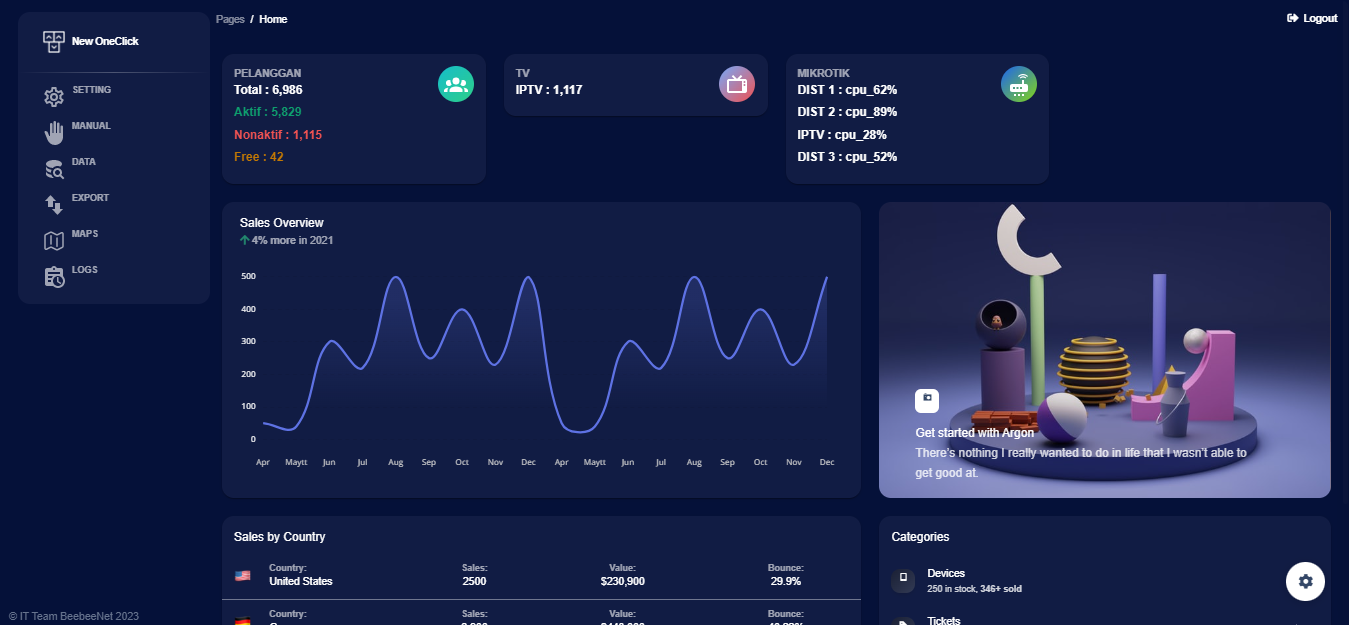 New OneClick
SETTING
MANUAL
DATA
EXPORT
MAPS
LOGS
© IT Team BeebeeNet 2023
Pages / Home
Logout
PELANGGAN
Total : 6,986
Aktif : 5,829
Nonaktif : 1,115
Free : 42
TV
IPTV : 1,117
MIKROTIK
DIST 1 : cpu_62%
DIST 2 : cpu_89%
IPTV : cpu_28%
DIST 3 : cpu_52%
Sales Overview
4% more in 2021
500
400
300
200
100
0
Apr Maytt Jun Jul Aug Sep Oct Nov Dec Apr Maytt Jun Jul Aug Sep Oct Nov Dec
Get started with Argon
There's nothing I really wanted to do in life that I wasn't able to
get good at.
Sales by Country
Country: Sales: Value: Bounce:
United States 2500 $230,900 29.9%
Country: Sales: Value: Bounce:
Categories
Devices
250 in stock, 346+ sold
Tickets